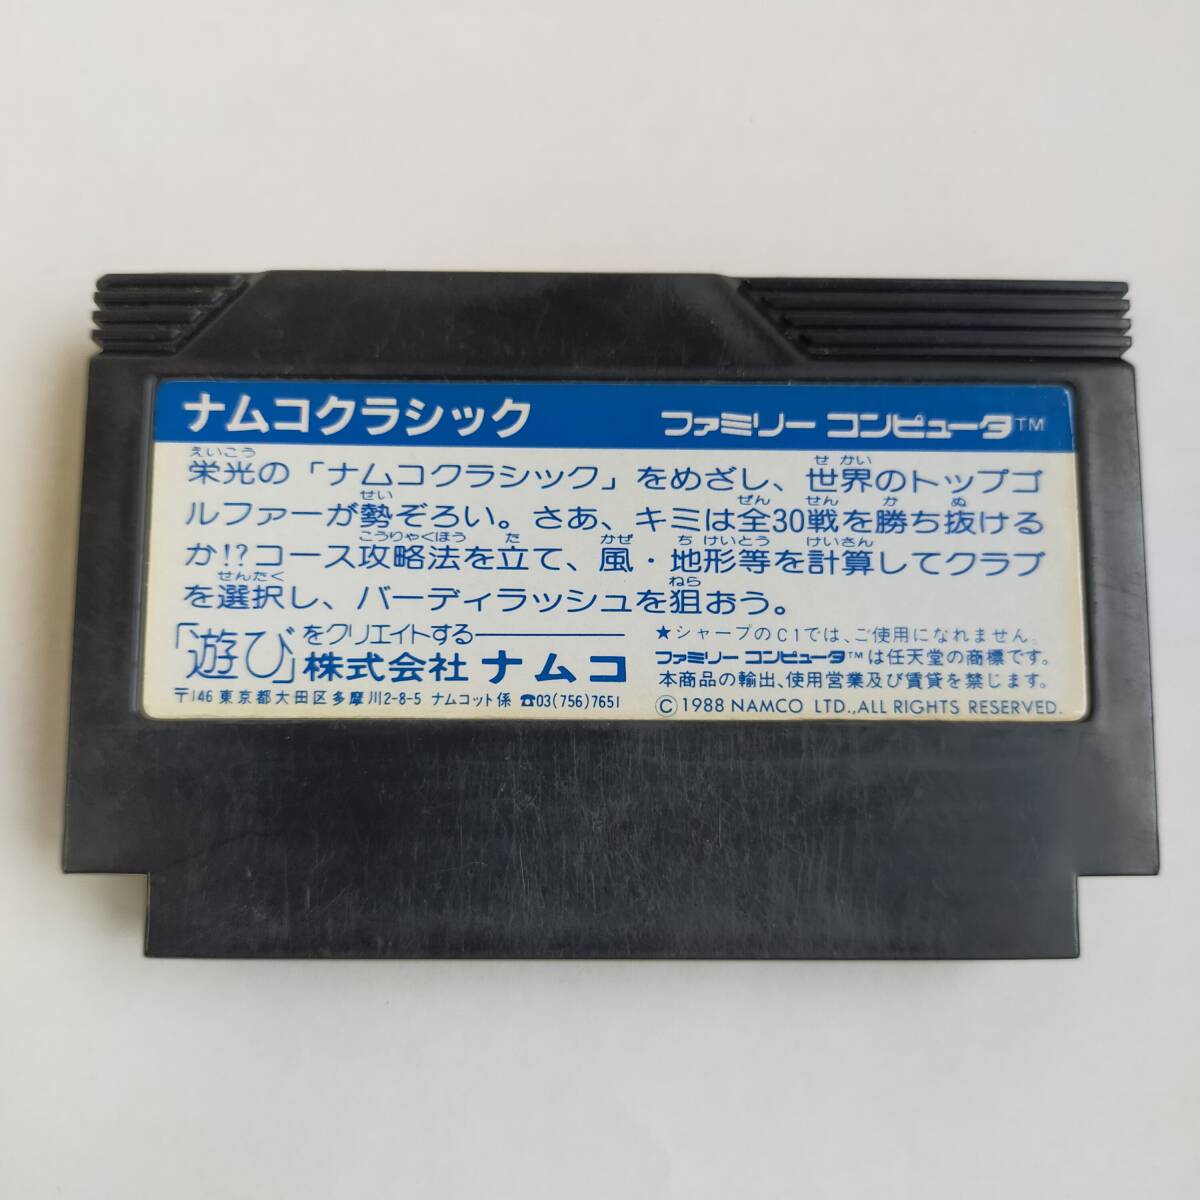 ナムコクラシック ファミリー コンピュータTM
えいこう せ かい
栄光の「ナムコクラシック」をめざし、世界のトップゴ
せい ぜん せん か ぬ
ルファーが勢ぞろい。さあ、キミは全30戦を勝ち抜ける
こうりゃくほう た かぜ ち けいとう けいさん
か!?コース攻略法を立て、風・地形等を計算してクラブ
せんたく ねら
を選択し、バーディラッシュを狙おう。
「遊び」をクリエイトする
株式会社 ナムコ
〒146 東京都大田区多摩川2-8-5 ナムコット係 ☎03(756)7651
★シャープのC1では、ご使用になれません。
ファミリー コンピュータTMは任天堂の商標です。
本商品の輸出、使用営業及び賃貸を禁じます。
©1988 NAMCO LTD.,ALL RIGHTS RESERVED.